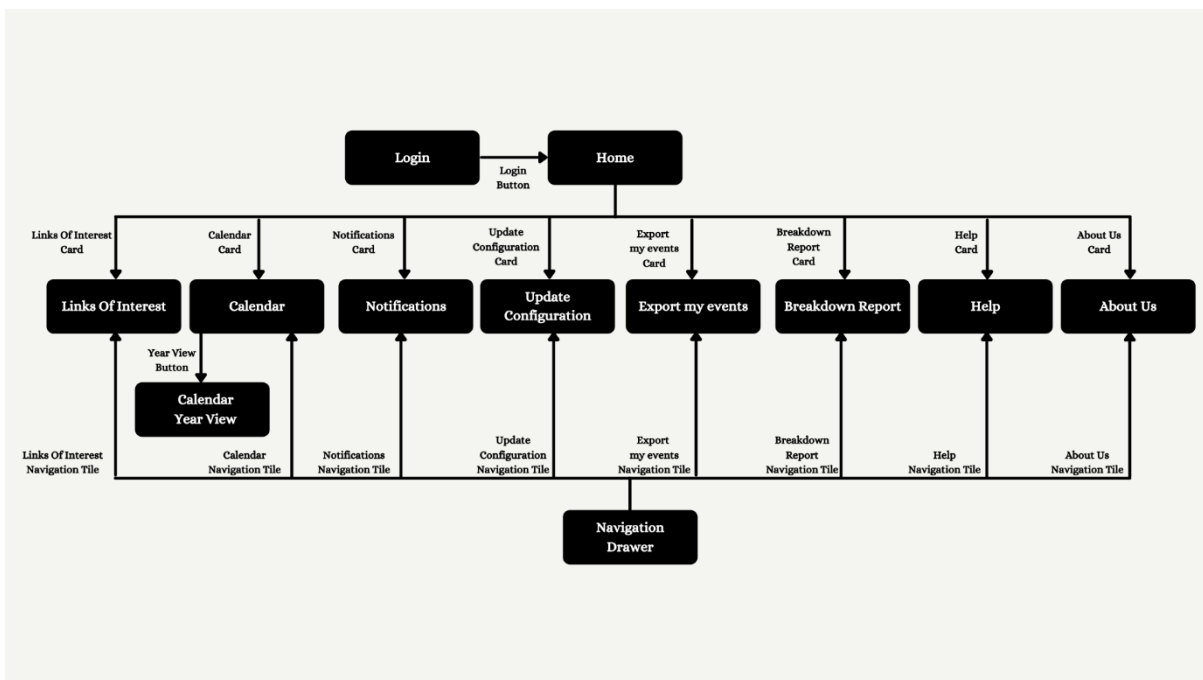 Login
Home
Login
Button
Links Of Interest
Card
Calendar
Card
Notifications
Card
Update
Configuration
Card
Export
my events
Card
Breakdown
Report
Card
Help
Card
About Us
Card
Links Of Interest
Calendar
Notifications
Update
Configuration
Export my events
Breakdown Report
Help
About Us
Year View
Button
Calendar
Year View
Links Of Interest
Navigation Tile
Calendar
Navigation Tile
Notifications
Navigation Tile
Update
Configuration
Navigation Tile
Export
my events
Navigation Tile
Breakdown
Report
Navigation Tile
Help
Navigation Tile
About Us
Navigation Tile
Navigation
Drawer